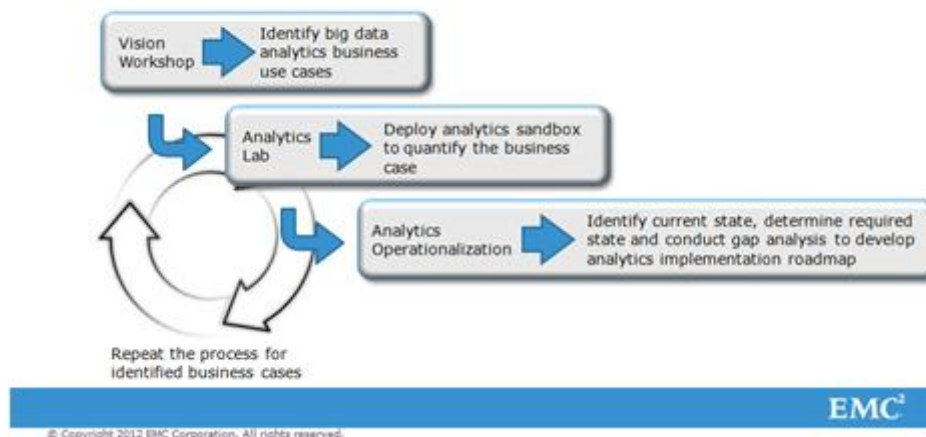 Vision
Workshop
Identify big data
analytics business
use cases
Analytics
Lab
Deploy analytics sandbox
to quantify the business
case
Analytics
Operationalization
Identify current state, determine required
state and conduct gap analysis to develop
analytics implementation roadmap
Repeat the process for
identified business cases
EMC²
© Copyright 2012 EMC Corporation. All rights reserved.